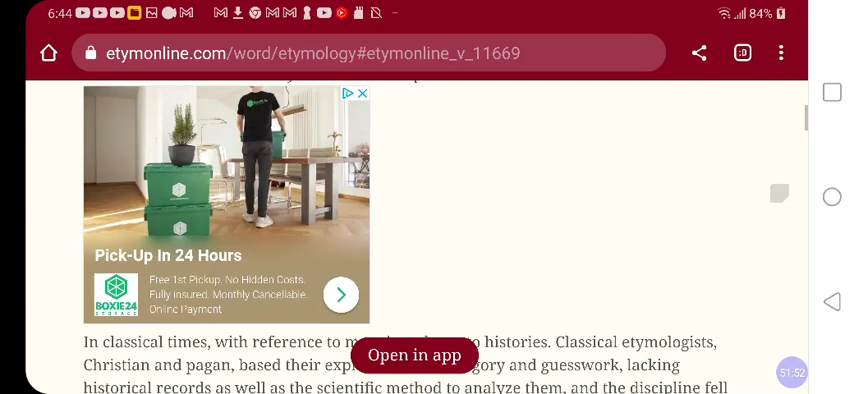 6:44
84%
etymonline.com/word/etymology#etymonline_v_11669
:D
Pick-Up In 24 Hours
BOXIE24
STORAGE
Free 1st Pickup. No Hidden Costs.
Fully Insured. Monthly Cancellable.
Online Payment
In classical times, with reference to histories. Classical etymologists,
Open in app
Christian and pagan, based their and guesswork, lacking
historical records as well as the scientific method to analyze them, and the discipline fell
51:52